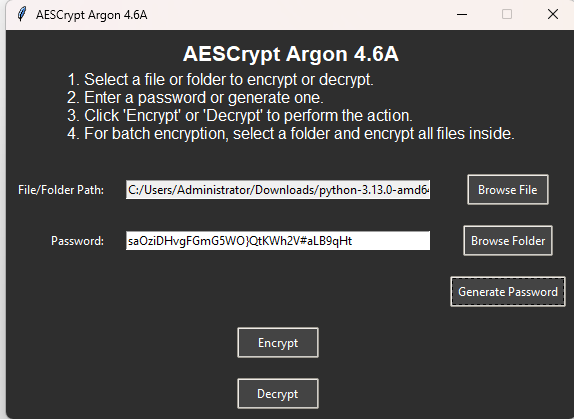 AESCrypt Argon 4.6A
AESCrypt Argon 4.6A
1. Select a file or folder to encrypt or decrypt.
2. Enter a password or generate one.
3. Click 'Encrypt' or 'Decrypt' to perform the action.
4. For batch encryption, select a folder and encrypt all files inside.
File/Folder Path: C:/Users/Administrator/Downloads/python-3.13.0-amd64 Browse File
Password: saOziDHvgFGmG5WO}QtKWh2V#aLB9qHt Browse Folder
Generate Password
Encrypt
Decrypt